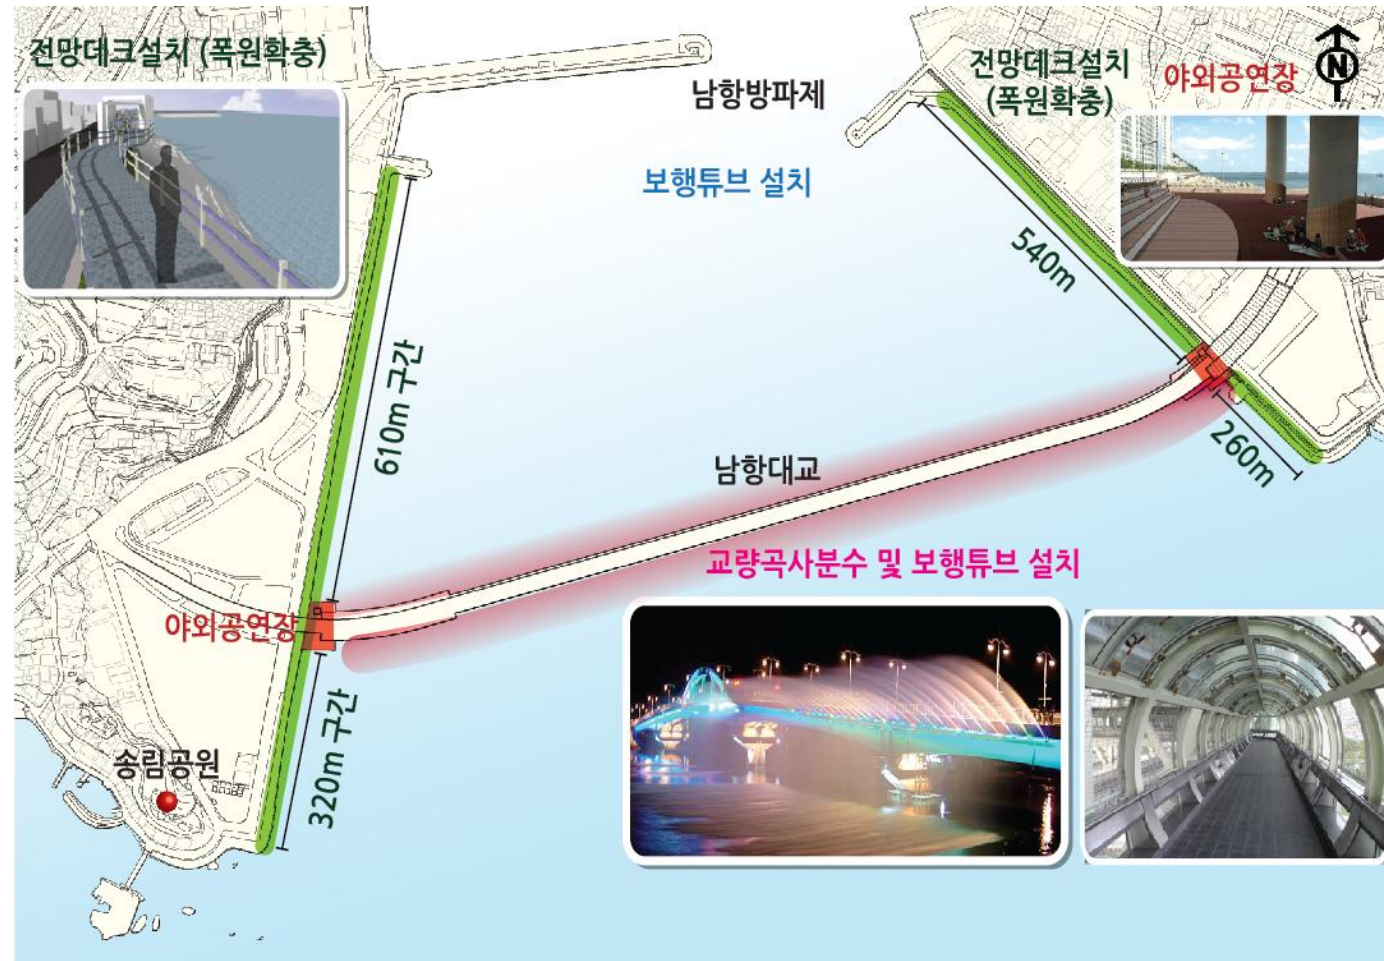 전망데크설치 (폭원확충)
남항방파제
전망데크설치
(폭원확충)
야외공연장
N
보행튜브 설치
540m
610m 구간
260m
남항대교
교량곡사분수 및 보행튜브 설치
야외공연장
320m 구간
송림공원